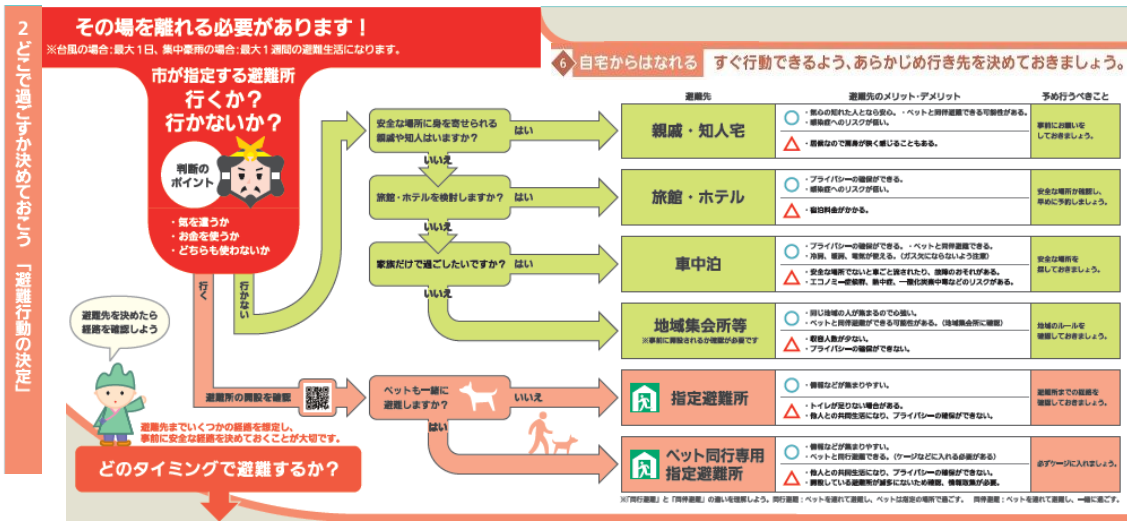 2 どこで過ごすか決めておこう 「避難行動の決定」
その場を離れる必要があります！
※台風の場合:最大1日、集中豪雨の場合:最大1週間の避難生活になります。
市が指定する避難所
行くか？
行かないか？
判断の
ポイント
・気を遣うか
・お金を使うか
・どちらも使わないか
行く
行かない
避難先を決めたら
経路を確認しよう
避難所の開設を確認
避難先までいくつかの経路を想定し、
事前に安全な経路を決めておくことが大切です。
どのタイミングで避難するか？
6 自宅からはなれる すぐ行動できるよう、あらかじめ行き先を決めておきましょう。
避難先 避難先のメリット・デメリット 予め行うべきこと
安全な場所に身を寄せられる
親戚や知人はいますか？
はい
いいえ
親戚・知人宅
・気心の知れた人となら安心。・ペットと同伴避難できる可能性がある。
・感染症へのリスクが低い。
・居候なので肩身が狭く感じることもある。
事前にお願いを
しておきましょう。
旅館・ホテルを検討しますか？
はい
いいえ
旅館・ホテル
・プライバシーの確保ができる。
・感染症へのリスクが低い。
・宿泊料金がかかる。
安全な場所か確認し、
早めに予約しましょう。
家族だけで過ごしたいですか？
はい
いいえ
車中泊
・プライバシーの確保ができる。・ペットと同伴避難できる。
・冷房、暖房、電気が使える。（ガス欠にならないよう注意）
・安全な場所でないと車ごと流されたり、故障のおそれがある。
・エコノミー症候群、熱中症、一酸化炭素中毒などのリスクがある。
安全な場所を
探しておきましょう。
地域集会所等
※事前に開設されるか確認が必要です
・同じ地域の人が集まるので心強い。
・ペットと同伴避難ができる可能性がある。（地域集会所に確認）
・収容人数が少ない。
・プライバシーの確保ができない。
地域のルールを
確認しておきましょう。
ペットも一緒に
避難しますか？
いいえ
はい
指定避難所
・情報などが集まりやすい。
・トイレが足りない場合がある。
・他人との共同生活になり、プライバシーの確保ができない。
避難所までの経路を
確認しておきましょう。
ペット同行専用
指定避難所
・情報などが集まりやすい。
・ペットと同行避難できる。（ケージなどに入れる必要がある）
・他人との共同生活になり、プライバシーの確保ができない。
・開設している避難所が減多にないため確認、情報収集が必要。
必ずケージに入れましょう。
※「同行避難」と「同伴避難」の違いを理解しよう。同行避難：ペットを連れて避難し、ペットは指定の場所で過ごす。 同伴避難：ペットを連れて避難し、一緒に過ごす。